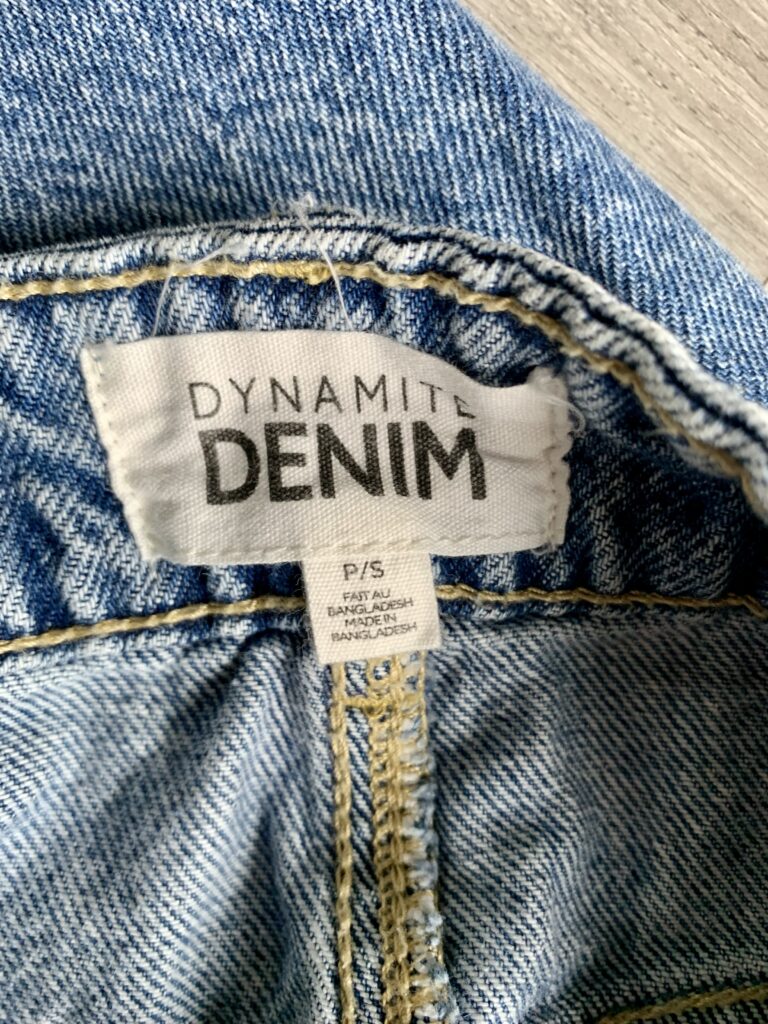 DYNAMITE
DENIM
P/S
FAIT AU
BANGLADESH
MADE IN
BANGLADESH